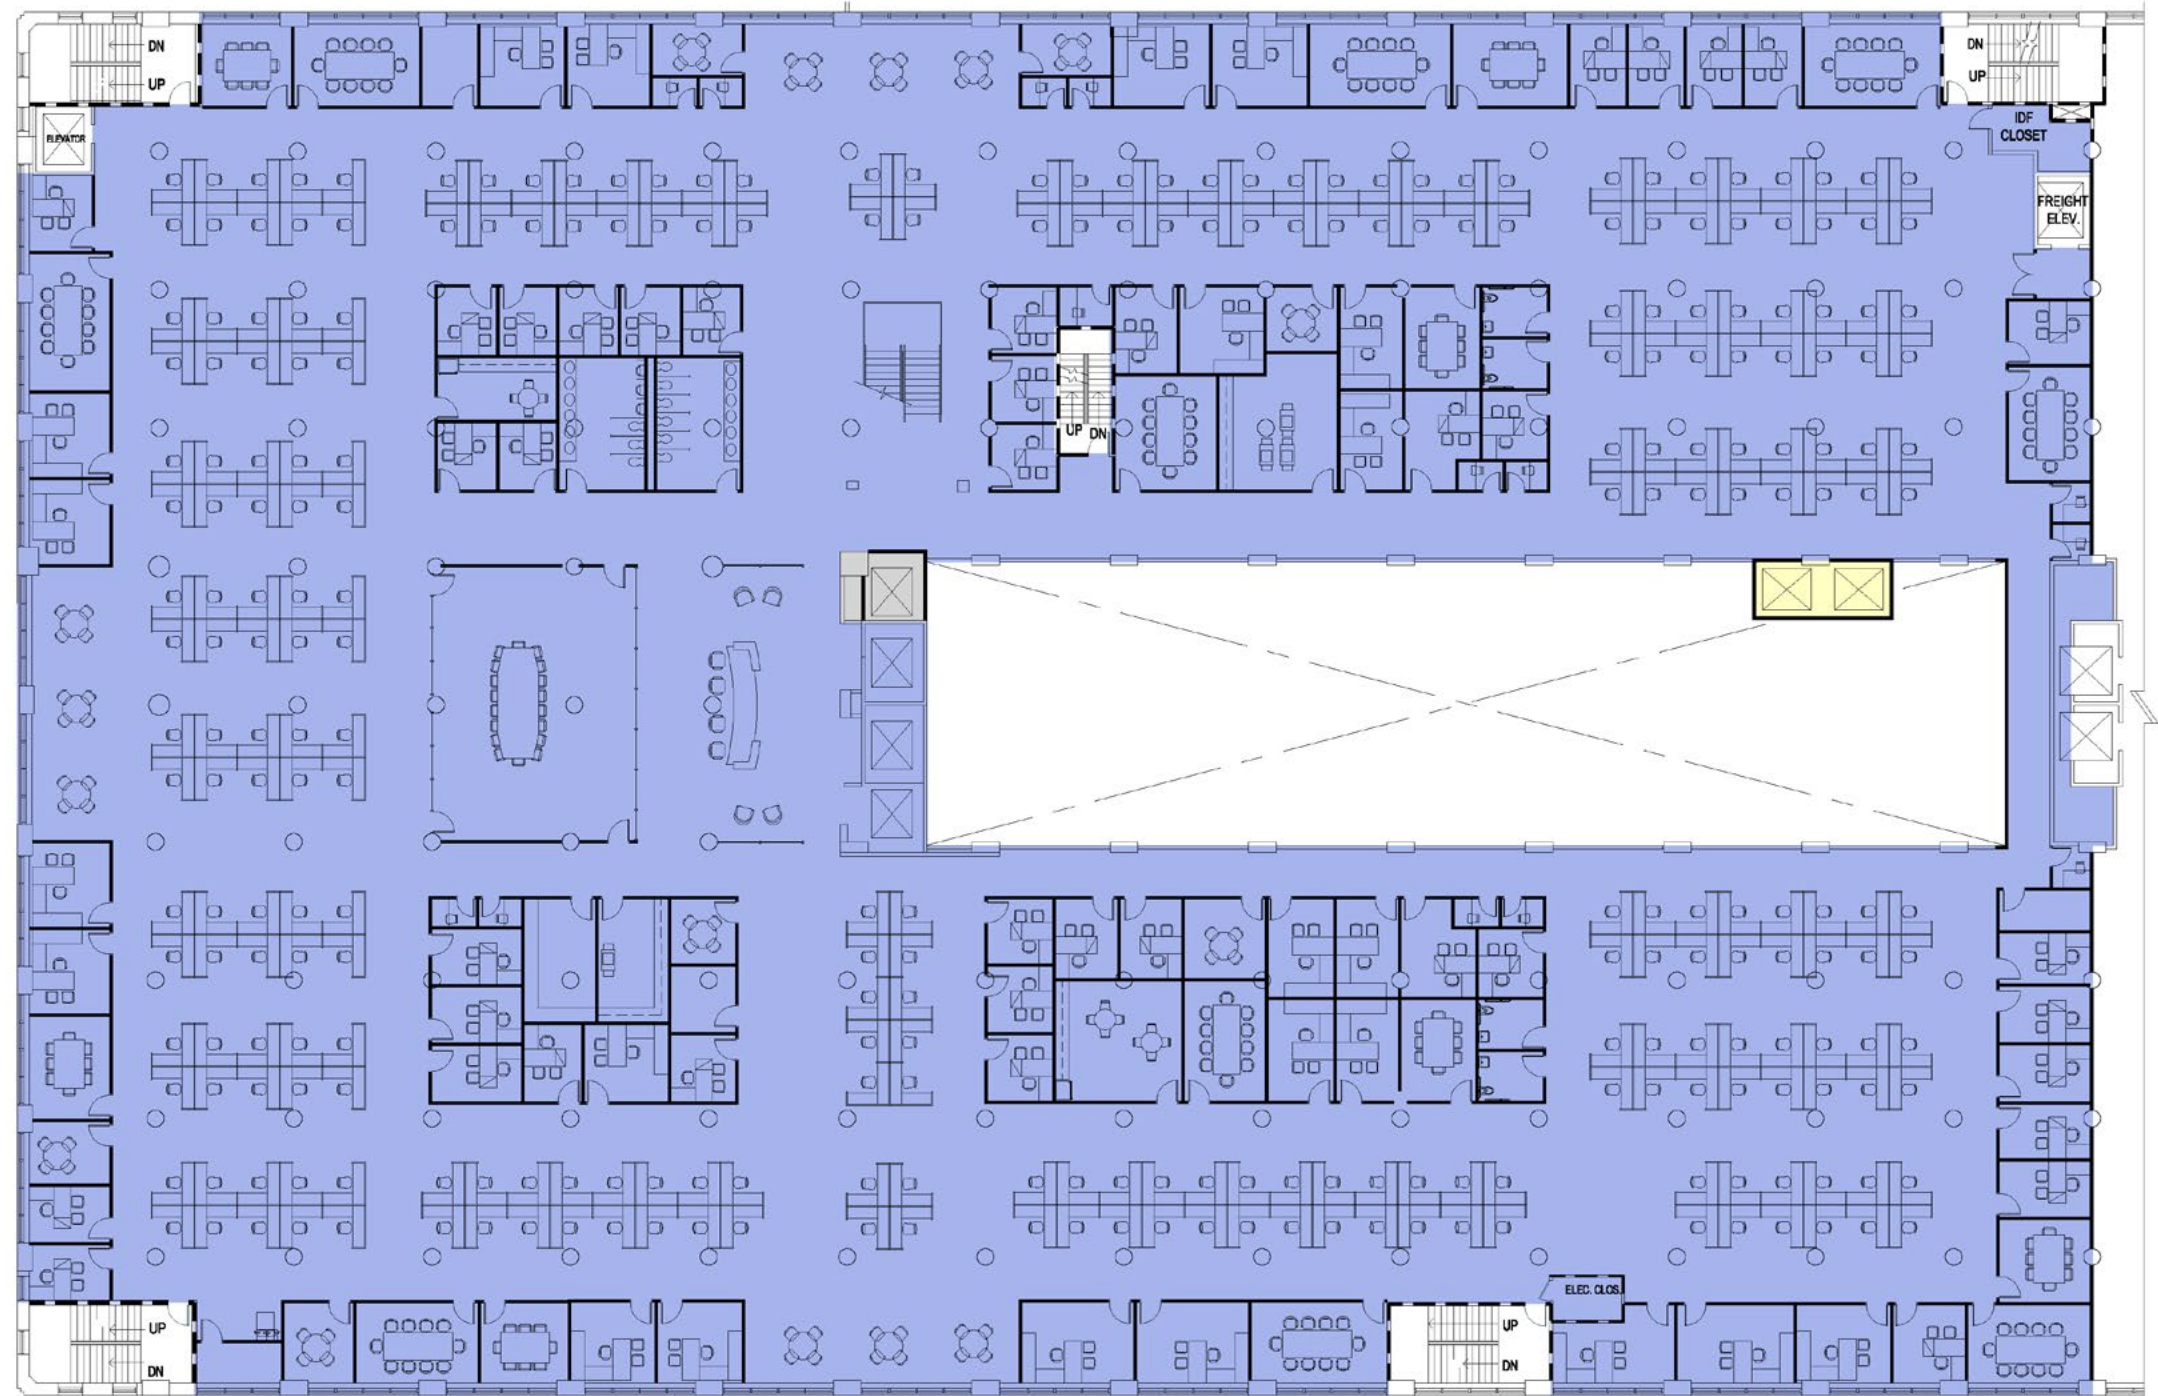 DN
UP
DN
UP
IDF
CLOSET
ELEVATOR
FREIGHT
ELEV.
UP
DN
ELEC. CLOS.
UP
DN
UP
DN